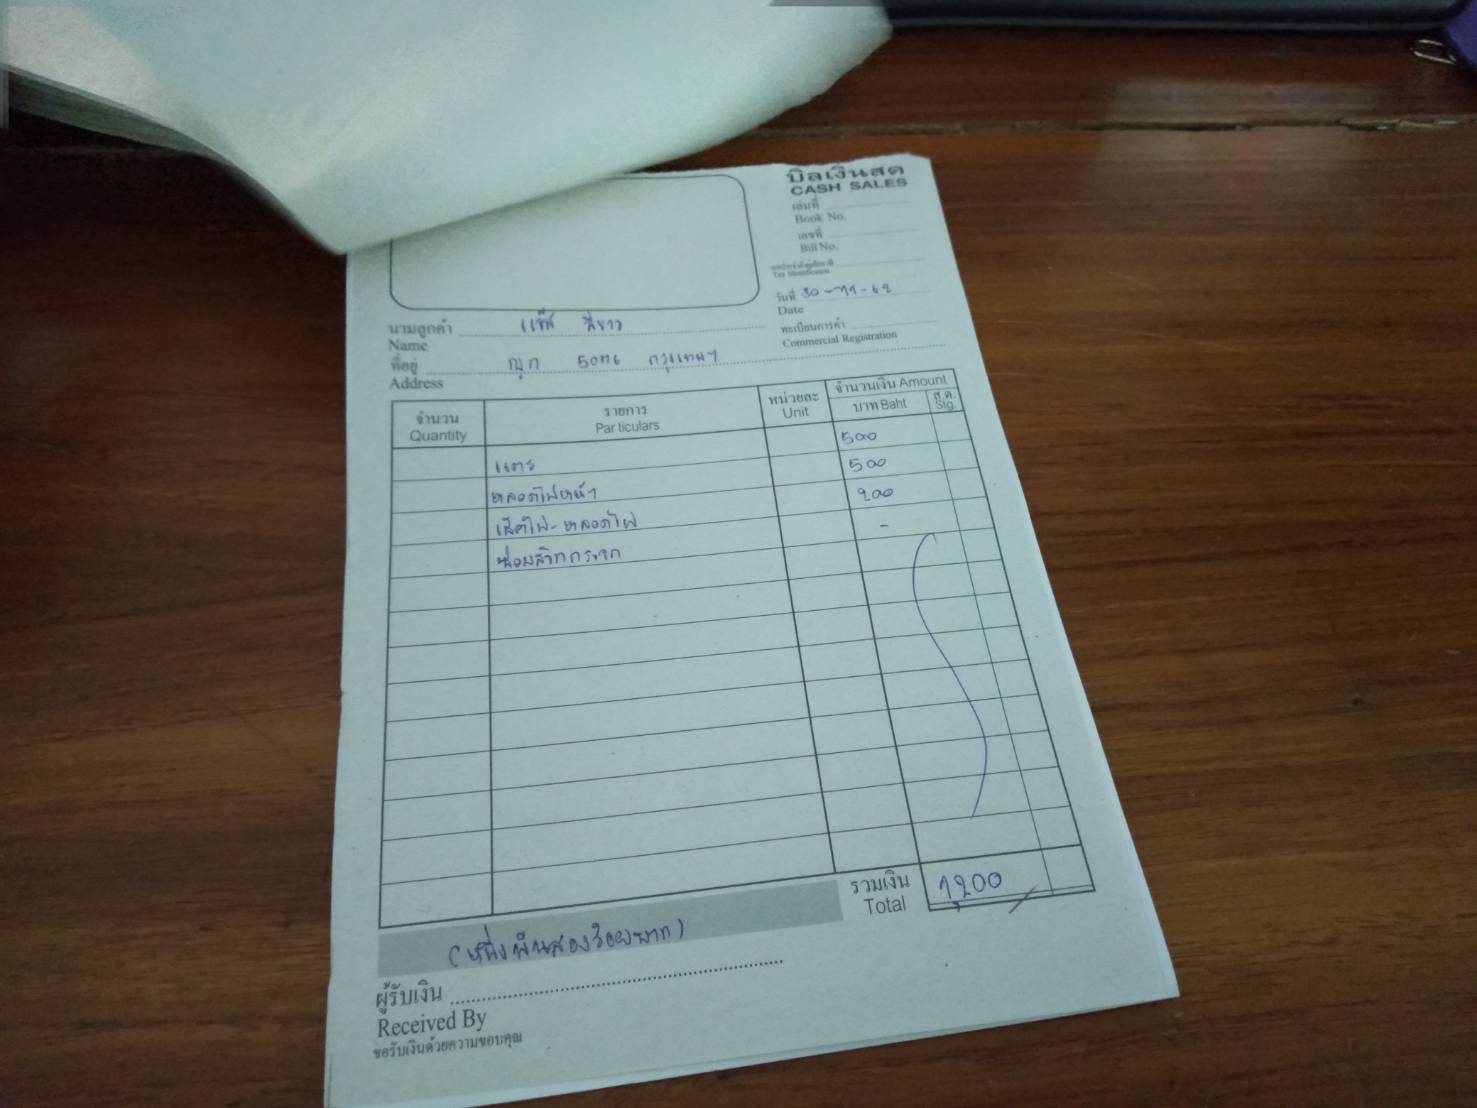 บิลเงินสด
CASH SALES
เล่มที่
Book No.
เลขที่
Bill No.
Tax Identification
วันที่ 30-11-62
Date
ทะเบียนการค้า
Commercial Registration
นามลูกค้า สีขาว
Name
ที่อยู่ กรุงเทพฯ
Address
จำนวน รายการ หน่วยละ จำนวนเงิน Amount
Quantity Particulars Unit บาท Baht ส.ต. Stg.
แตร 500
หลอดไฟหน้า 500
เช็คไฟ-หลอดไฟ 200
ซ่อมสวิทกระจก -
รวมเงิน 1200
Total
(หนึ่งพันสองร้อยบาท)
ผู้รับเงิน
Received By
ขอรับเงินด้วยความขอบคุณ